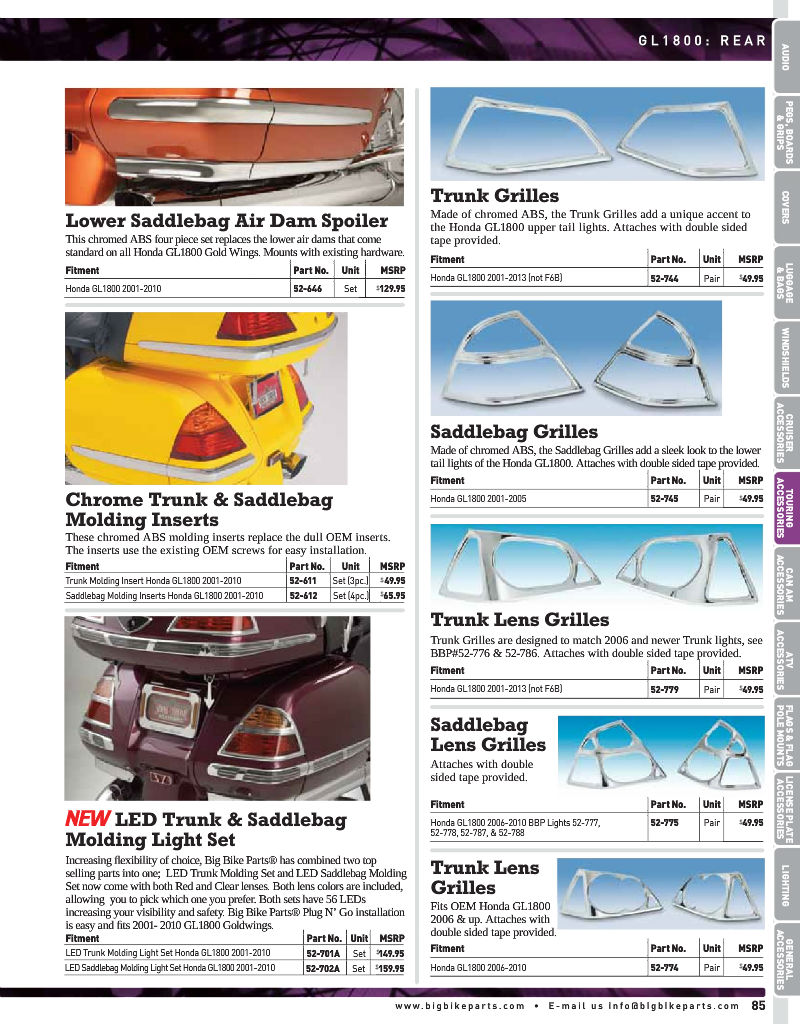 GL1800: REAR
Lower Saddlebag Air Dam Spoiler
This chromed ABS four piece set replaces the lower air dams that come
standard on all Honda GL1800 Gold Wings. Mounts with existing hardware.
Fitment Part No. Unit MSRP
Honda GL1800 2001-2010 52-646 Set $129.95
Chrome Trunk & Saddlebag
Molding Inserts
These chromed ABS molding inserts replace the dull OEM inserts.
The inserts use the existing OEM screws for easy installation.
Fitment Part No. Unit MSRP
Trunk Molding Insert Honda GL1800 2001-2010 52-611 Set (3pc.) $49.95
Saddlebag Molding Inserts Honda GL1800 2001-2010 52-612 Set (4pc.) $65.95
NEW LED Trunk & Saddlebag
Molding Light Set
Increasing flexibility of choice, Big Bike Parts® has combined two top
selling parts into one; LED Trunk Molding Set and LED Saddlebag Molding
Set now come with both Red and Clear lenses. Both lens colors are included,
allowing you to pick which one you prefer. Both sets have 56 LEDs
increasing your visibility and safety. Big Bike Parts® Plug N' Go installation
is easy and fits 2001- 2010 GL1800 Goldwings.
Fitment Part No. Unit MSRP
LED Trunk Molding Light Set Honda GL1800 2001-2010 52-701A Set $149.95
LED Saddlebag Molding Light Set Honda GL1800 2001-2010 52-702A Set $159.95
Trunk Grilles
Made of chromed ABS, the Trunk Grilles add a unique accent to
the Honda GL1800 upper tail lights. Attaches with double sided
tape provided.
Fitment Part No. Unit MSRP
Honda GL1800 2001-2013 (not F6B) 52-744 Pair $49.95
Saddlebag Grilles
Made of chromed ABS, the Saddlebag Grilles add a sleek look to the lower
tail lights of the Honda GL1800. Attaches with double sided tape provided.
Fitment Part No. Unit MSRP
Honda GL1800 2001-2005 52-745 Pair $49.95
Trunk Lens Grilles
Trunk Grilles are designed to match 2006 and newer Trunk lights, see
BBP#52-776 & 52-786. Attaches with double sided tape provided.
Fitment Part No. Unit MSRP
Honda GL1800 2001-2013 (not F6B) 52-779 Pair $49.95
Saddlebag
Lens Grilles
Attaches with double
sided tape provided.
Fitment Part No. Unit MSRP
Honda GL1800 2006-2010 BBP Lights 52-777, 52-775 Pair $49.95
52-778, 52-787, & 52-788
Trunk Lens
Grilles
Fits OEM Honda GL1800
2006 & up. Attaches with
double sided tape provided.
Fitment Part No. Unit MSRP
Honda GL1800 2006-2010 52-774 Pair $49.95
AUDIO
PEGS, BOARDS
& GRIPS
COVERS
LUGGAGE
& BAGS
WINDSHIELDS
CRUISER
ACCESSORIES
TOURING
ACCESSORIES
CAN AM
ACCESSORIES
ATV
ACCESSORIES
FLAGS & FLAG
POLE MOUNTS
LICENSE PLATE
ACCESSORIES
LIGHTING
GENERAL
ACCESSORIES
www.bigbikeparts.com • E-mail us Info@bigbikeparts.com 85